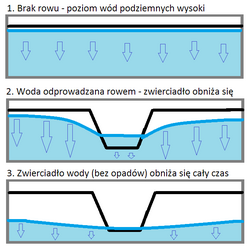 1. Brak rowu - poziom wód podziemnych wysoki
2. Woda odprowadzana rowem - zwierciadło obniża się
3. Zwierciadło wody (bez opadów) obniża się cały czas